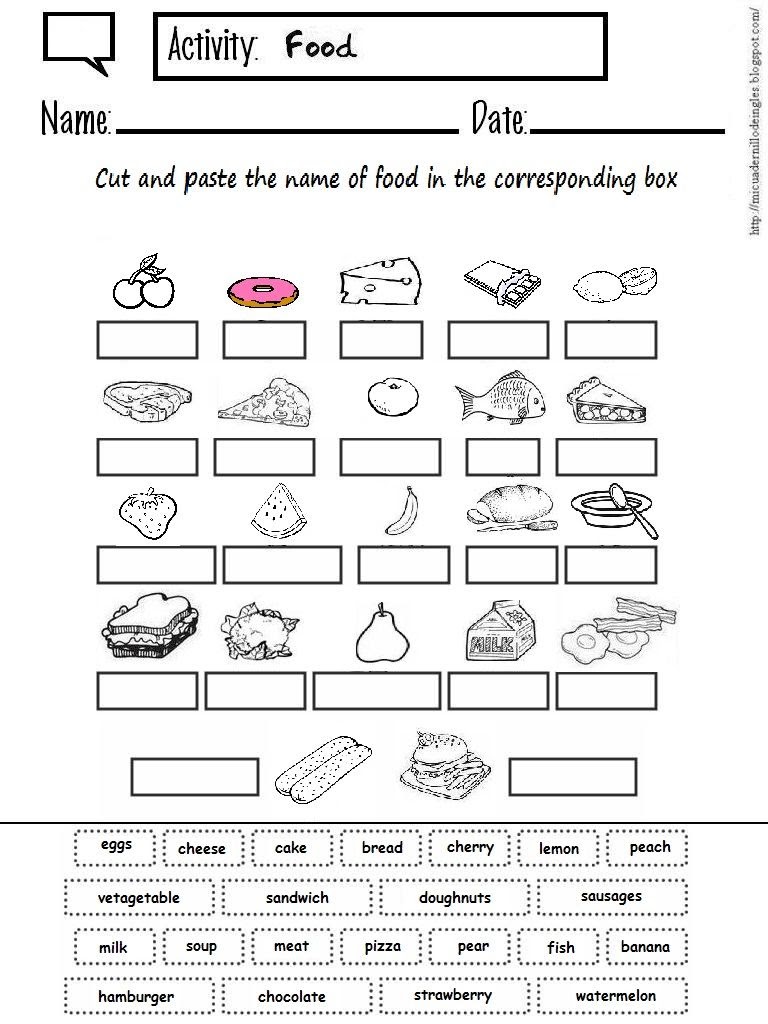 Activity: Food
Name: Date:
Cut and paste the name of food in the corresponding box
http://micuadernillodeingles.blogspot.com/
MILK
eggs cheese cake bread cherry lemon peach
vetagetable sandwich doughnuts sausages
milk soup meat pizza pear fish banana
hamburger chocolate strawberry watermelon